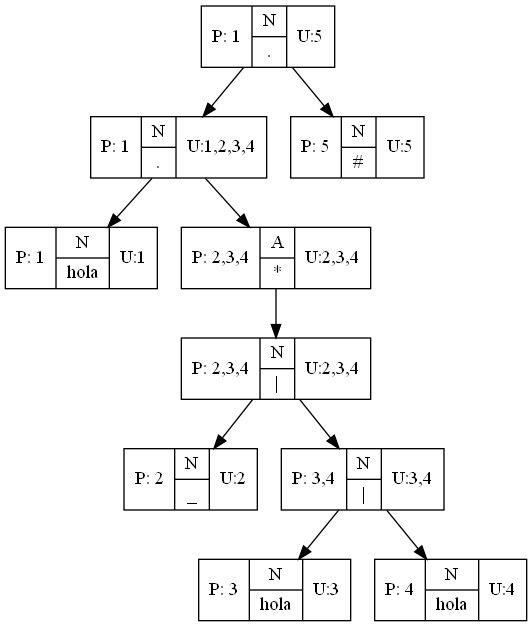 N
P: 1 U:5
.
N N
P: 1 U:1,2,3,4 P: 5 U:5
. #
N A
P: 1 U:1 P: 2,3,4 U:2,3,4
hola *
N
P: 2,3,4 U:2,3,4
|
N N
P: 2 U:2 P: 3,4 U:3,4
_ |
N N
P: 3 U:3 P: 4 U:4
hola hola